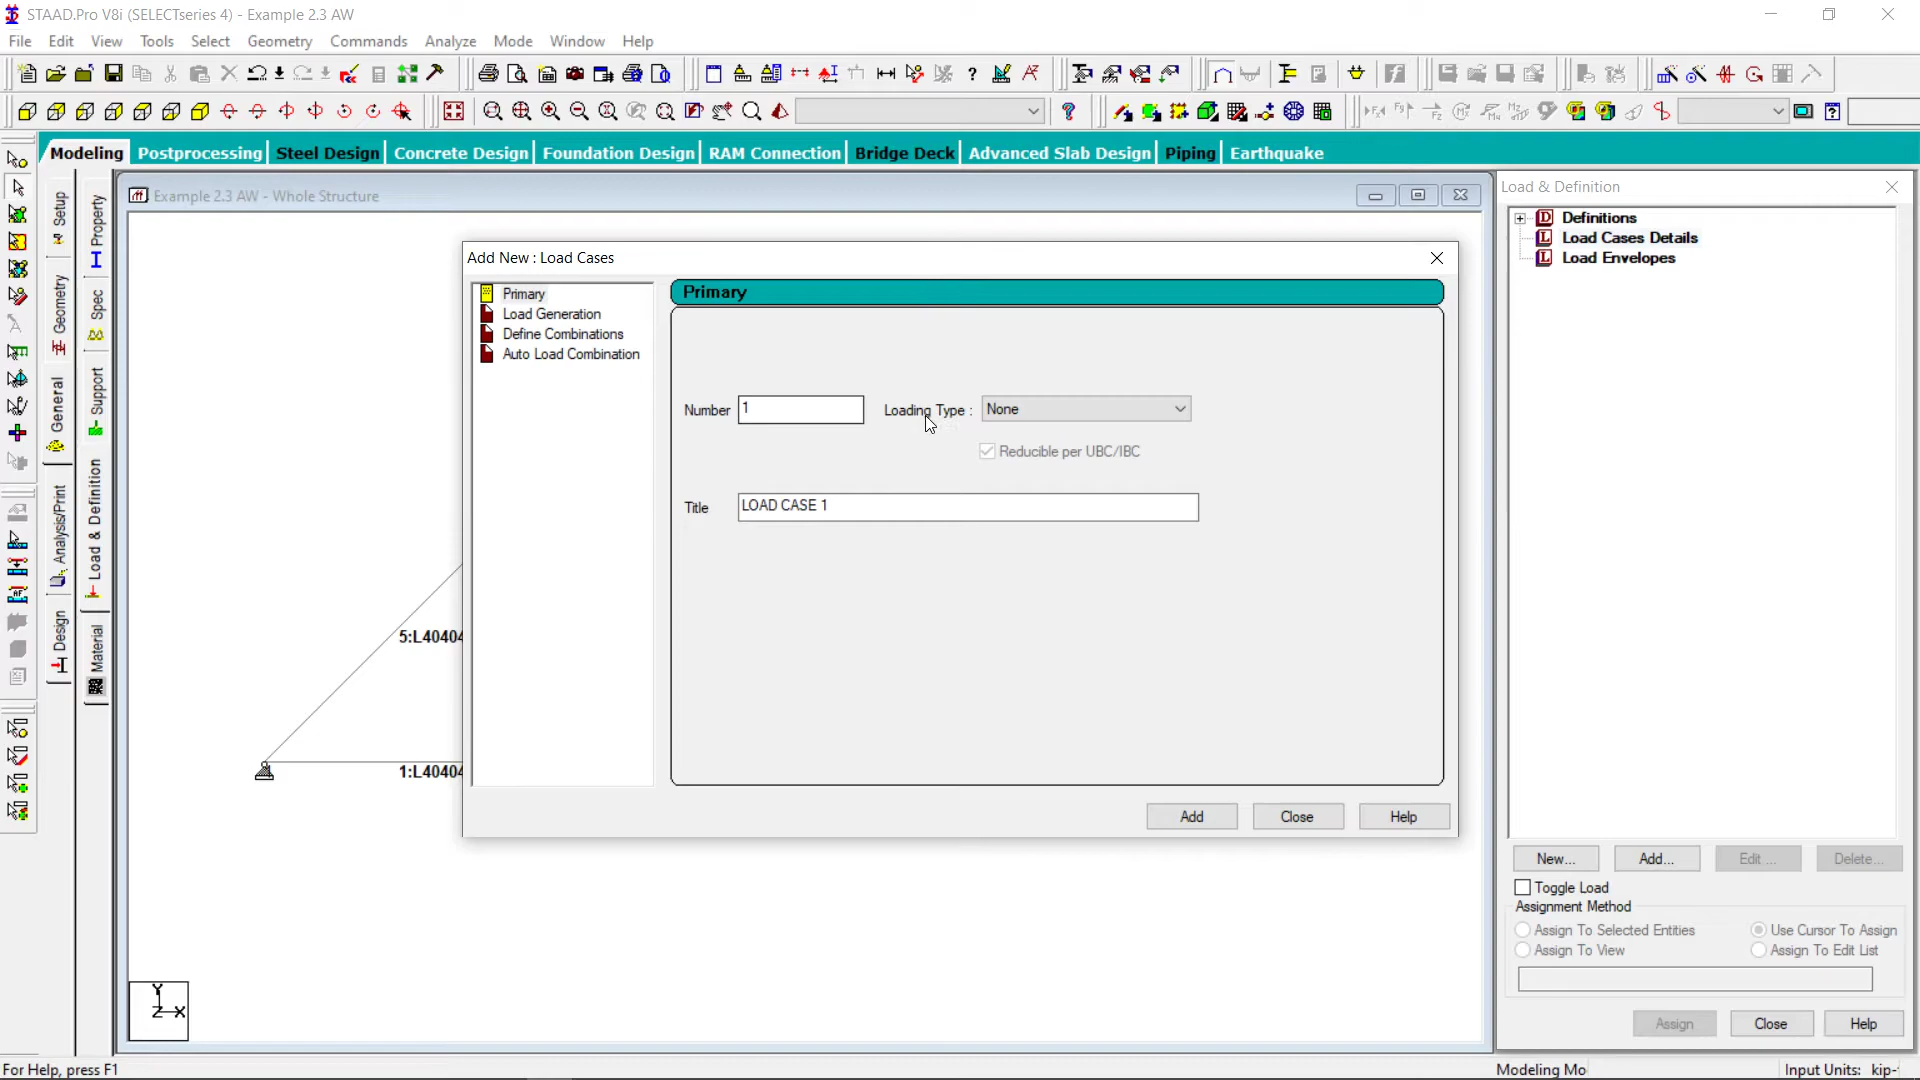 STAAD.Pro V8i (SELECTseries 4) - Example 2.3 AW
File Edit View Tools Select Geometry Commands Analyze Mode Window Help
Modeling Postprocessing Steel Design Concrete Design Foundation Design RAM Connection Bridge Deck Advanced Slab Design Piping Earthquake
Setup
Geometry
General
Analysis/Print
Design
Property
Spec
Support
Load & Definition
Material
Example 2.3 AW - Whole Structure
5:L40404
1:L40404
Y
Z X
Add New : Load Cases
Primary
Load Generation
Define Combinations
Auto Load Combination
Primary
Number 1 Loading Type : None
Reducible per UBC/IBC
Title LOAD CASE 1
Add Close Help
Load & Definition
Definitions
Load Cases Details
Load Envelopes
New... Add... Edit ... Delete...
Toggle Load
Assignment Method
Assign To Selected Entities Use Cursor To Assign
Assign To View Assign To Edit List
Assign Close Help
For Help, press F1 Modeling Mo Input Units: kip-